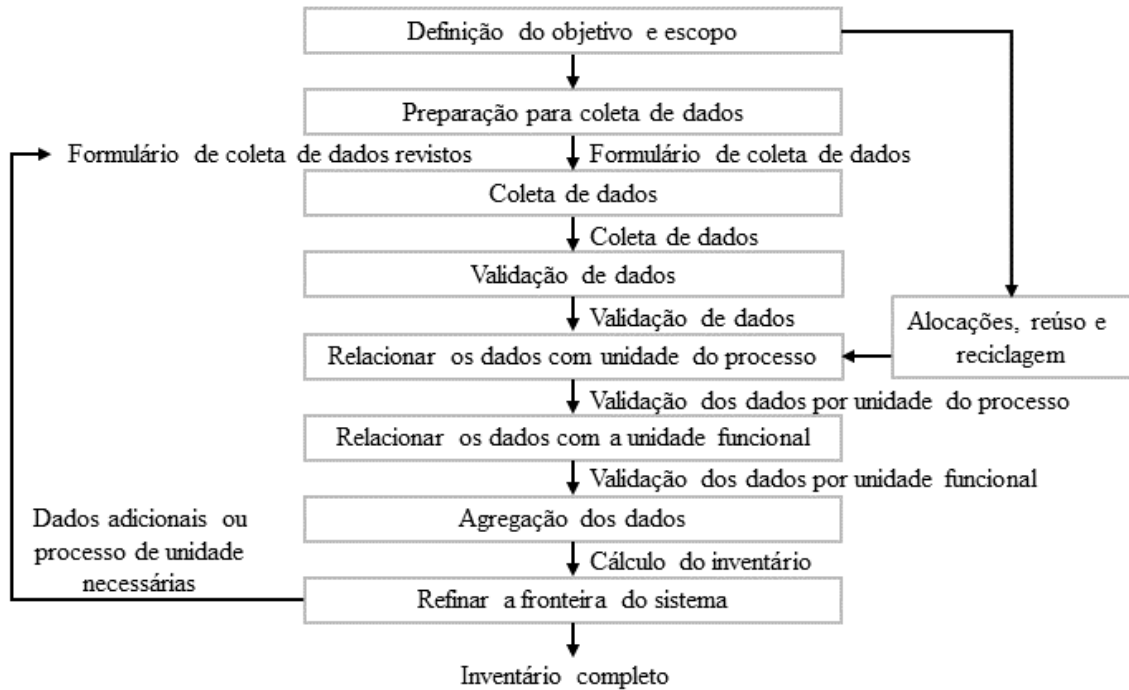 Definição do objetivo e escopo
Preparação para coleta de dados
Formulário de coleta de dados revistos
Formulário de coleta de dados
Coleta de dados
Coleta de dados
Validação de dados
Validação de dados
Alocações, reúso e
reciclagem
Relacionar os dados com unidade do processo
Validação dos dados por unidade do processo
Relacionar os dados com a unidade funcional
Validação dos dados por unidade funcional
Agregação dos dados
Dados adicionais ou
processo de unidade
necessárias
Cálculo do inventário
Refinar a fronteira do sistema
Inventário completo